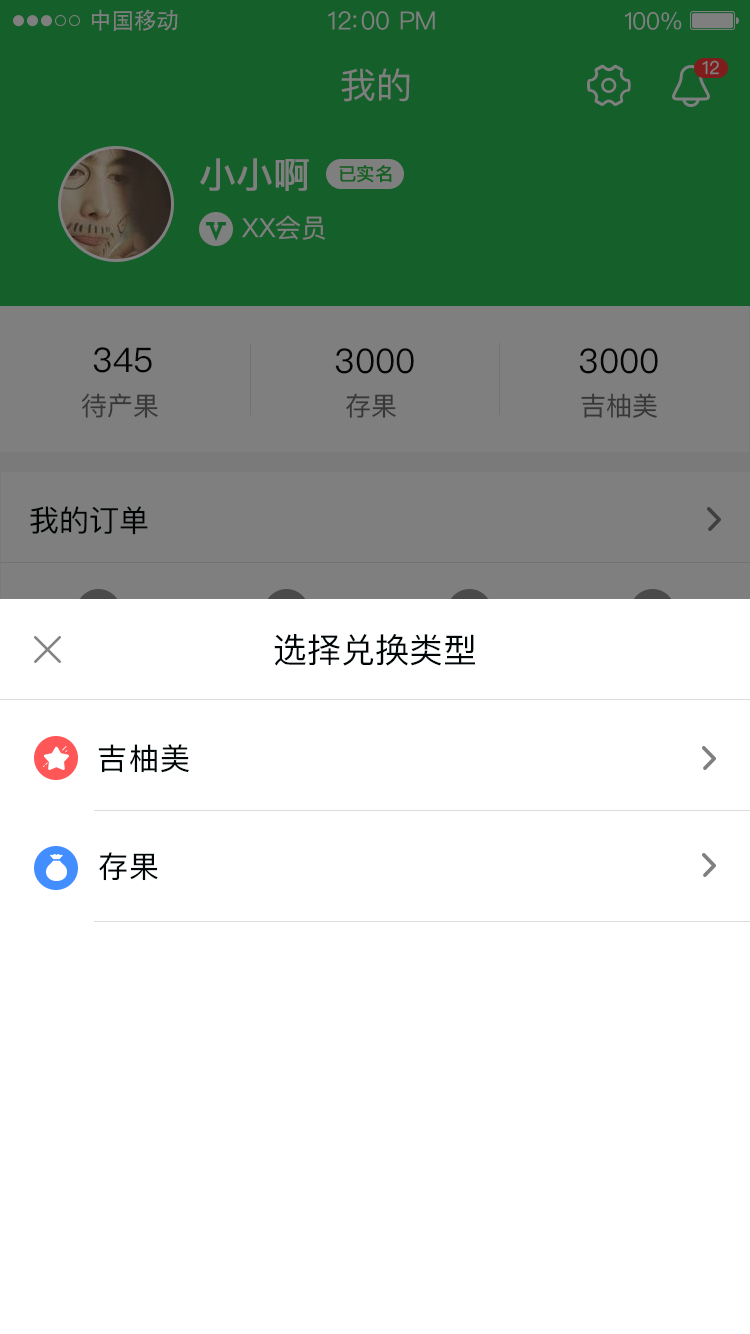 中国移动 12:00 PM 100%
我的
12
小小啊 已实名
XX会员
345 3000 3000
待产果 存果 吉柚美
我的订单
选择兑换类型
吉柚美
存果